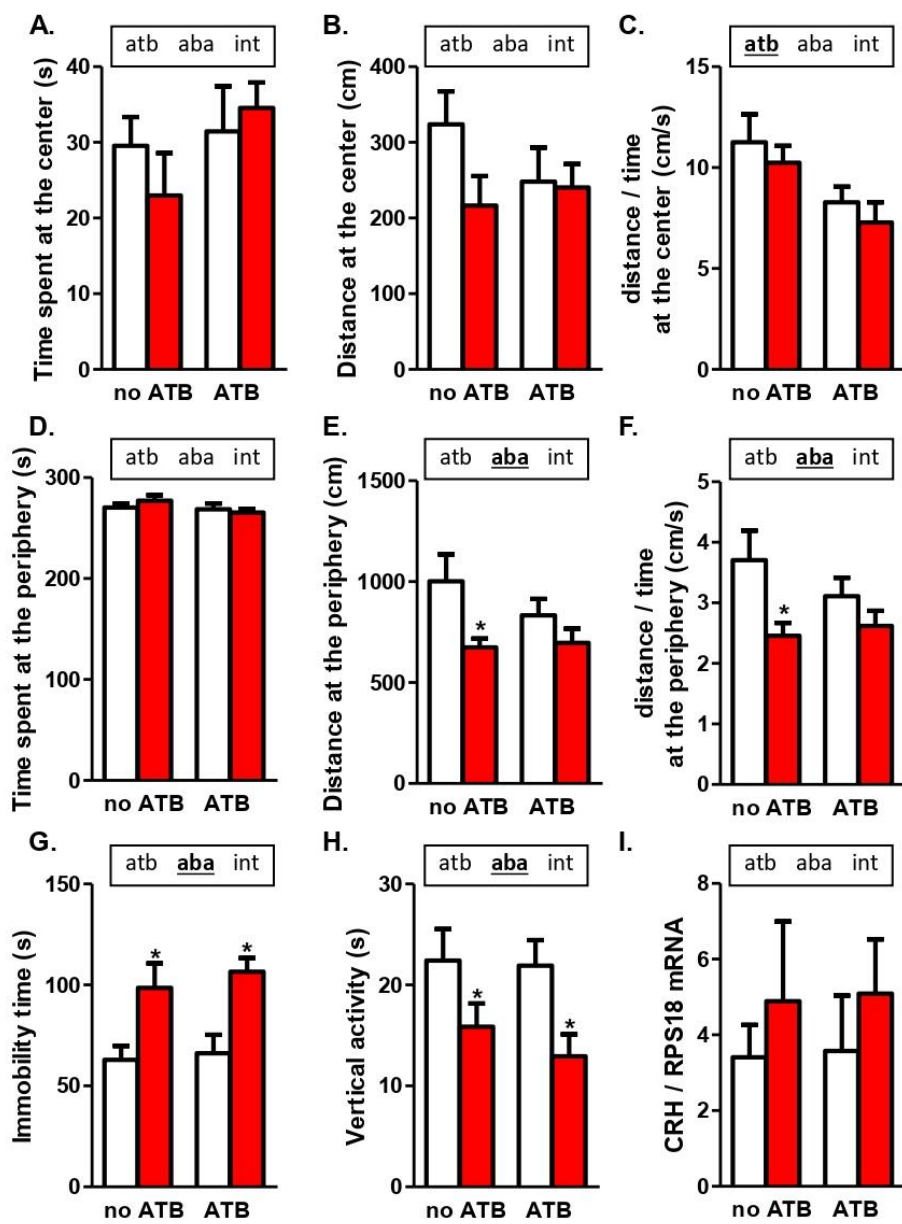 A.
atb aba int
Time spent at the center (s)
40
30
20
10
0
no ATB ATB
B.
atb aba int
Distance at the center (cm)
400
300
200
100
0
no ATB ATB
C.
atb aba int
distance / time
at the center (cm/s)
15
10
5
0
no ATB ATB
D.
atb aba int
Time spent at the periphery (s)
300
200
100
0
no ATB ATB
E.
atb aba int
Distance at the periphery (cm)
1500
1000
500
0
*
no ATB ATB
F.
atb aba int
distance / time
at the periphery (cm/s)
5
4
3
2
1
0
*
no ATB ATB
G.
atb aba int
Immobility time (s)
150
100
50
0
* *
no ATB ATB
H.
atb aba int
Vertical activity (s)
30
20
10
0
*
*
no ATB ATB
I.
atb aba int
CRH / RPS18 mRNA
8
6
4
2
0
no ATB ATB